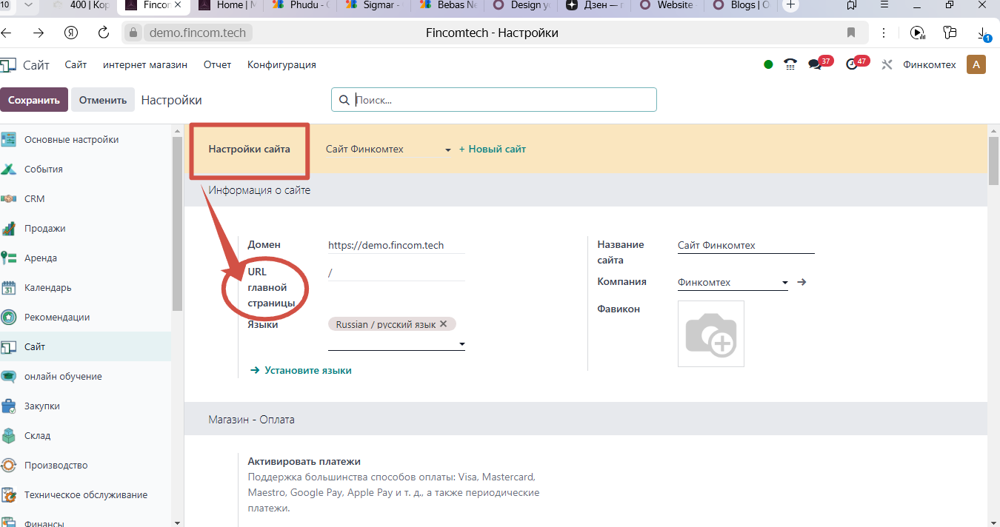 10
400 | Кор
Fincor
Home | M
Phudu - G
Sigmar -
Bebas Ne
Design yo
Дзен — г
Website
Blogs | O
Я
demo.fincom.tech
Fincomtech - Настройки
1
Сайт
Сайт
интернет магазин
Отчет
Конфигурация
37
47
Финкомтех
A
Сохранить
Отменить
Настройки
Поиск...
Основные настройки
События
CRM
Продажи
Аренда
Календарь
31
Рекомендации
Сайт
онлайн обучение
Закупки
Склад
Производство
Техническое обслуживание
Финансы
Настройки сайта
Сайт Финкомтех
+ Новый сайт
Информация о сайте
Домен
https://demo.fincom.tech
URL
главной
страницы
/
Языки
Russian / русский язык
Установите языки
Название
сайта
Сайт Финкомтех
Компания
Финкомтех
Фавикон
Магазин - Оплата
Активировать платежи
Поддержка большинства способов оплаты: Visa, Mastercard,
Maestro, Google Pay, Apple Pay и т. д., а также периодические
платежи.